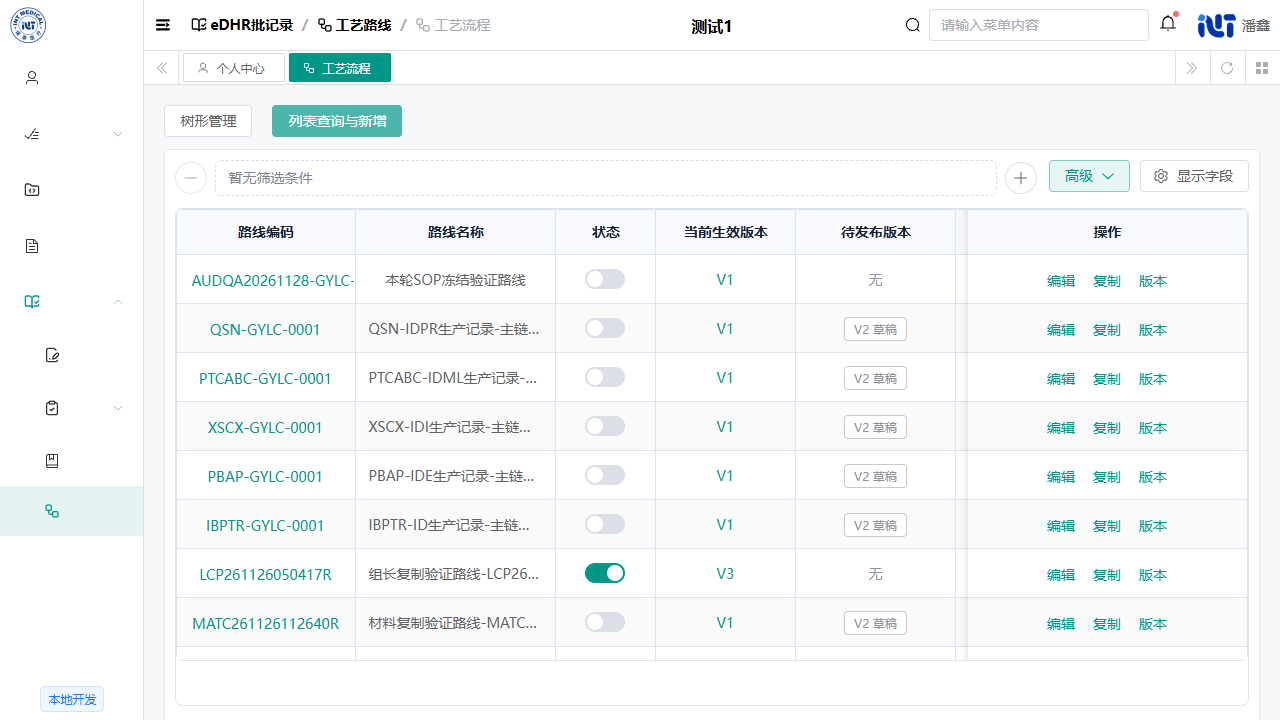 eDHR批记录 / 工艺路线 / 工艺流程
测试1
请输入菜单内容
潘鑫
个人中心
工艺流程
树形管理
列表查询与新增
暂无筛选条件
高级
显示字段
路线编码 路线名称 状态 当前生效版本 待发布版本 操作
AUDQA20261128-GYLC- 本轮SOP冻结验证路线 V1 无 编辑 复制 版本
QSN-GYLC-0001 QSN-IDPR生产记录-主链... V1 V2 草稿 编辑 复制 版本
PTCABC-GYLC-0001 PTCABC-IDML生产记录-... V1 V2 草稿 编辑 复制 版本
XSCX-GYLC-0001 XSCX-IDI生产记录-主链... V1 V2 草稿 编辑 复制 版本
PBAP-GYLC-0001 PBAP-IDE生产记录-主链... V1 V2 草稿 编辑 复制 版本
IBPTR-GYLC-0001 IBPTR-ID生产记录-主链... V1 V2 草稿 编辑 复制 版本
LCP261126050417R 组长复制验证路线-LCP26... V3 无 编辑 复制 版本
MATC261126112640R 材料复制验证路线-MATC... V1 V2 草稿 编辑 复制 版本
本地开发